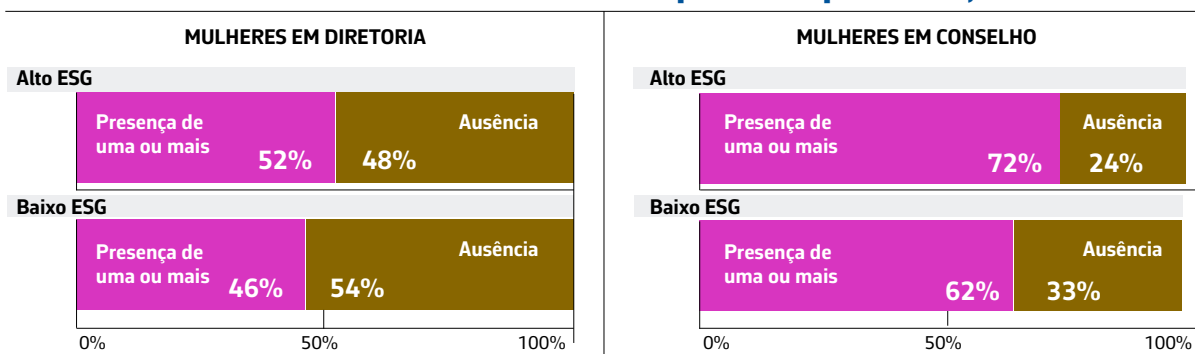 MULHERES EM DIRETORIA
Alto ESG
Presença de
uma ou mais
52%
48%
Ausência
Baixo ESG
Presença de
uma ou mais
46%
54%
Ausência
0%
50%
100%
MULHERES EM CONSELHO
Alto ESG
Presença de
uma ou mais
72%
Ausência
24%
Baixo ESG
Presença de
uma ou mais
62%
Ausência
33%
0%
50%
100%